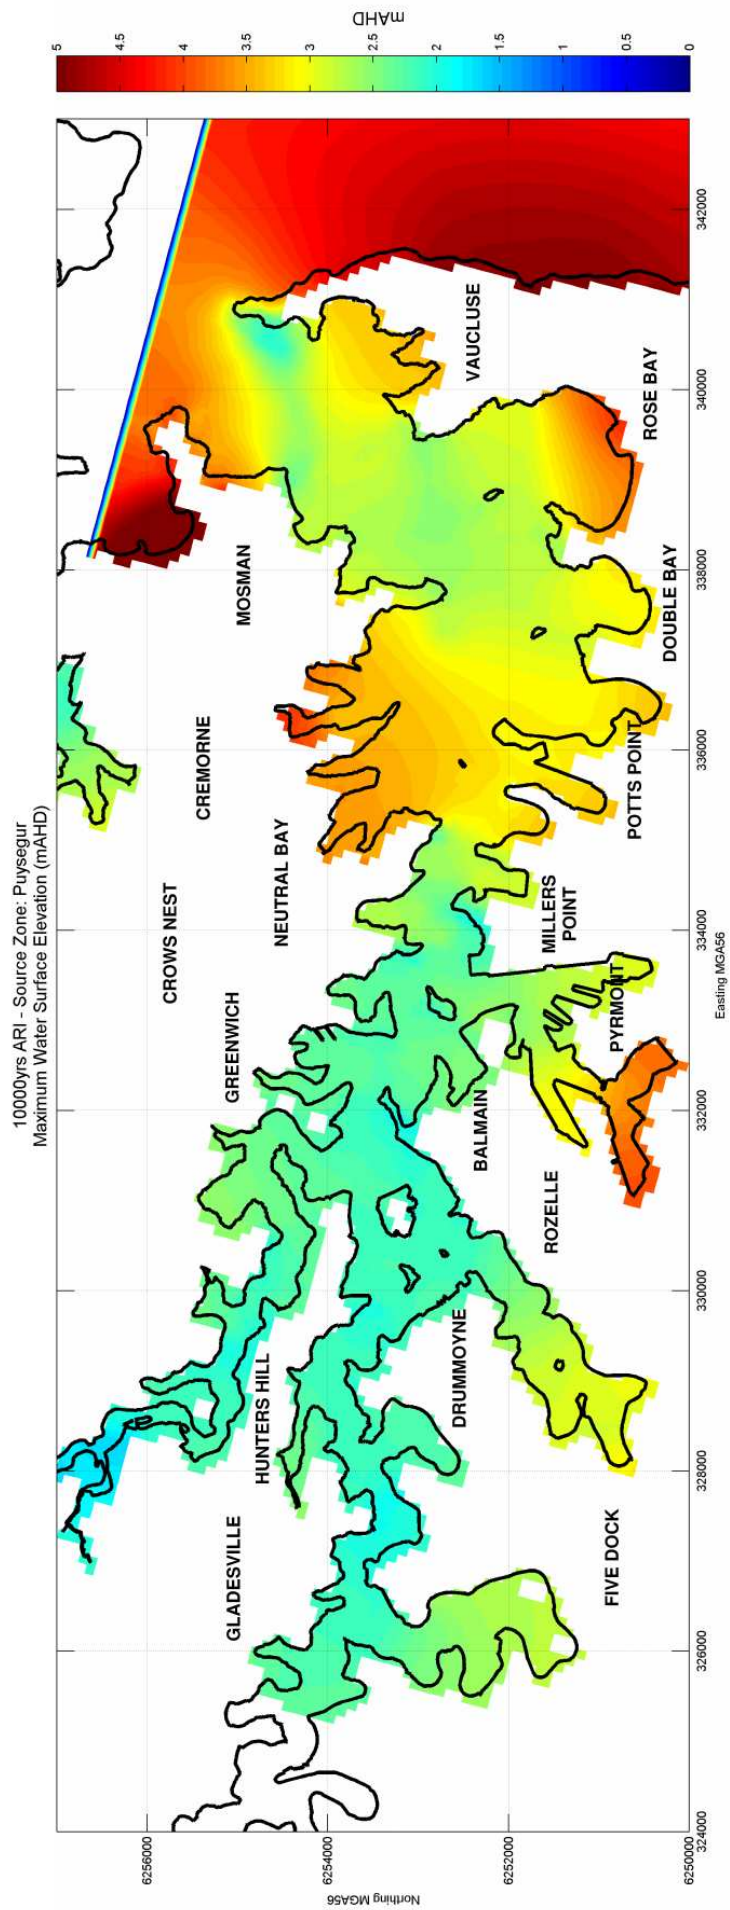 10000yrs ARI - Source Zone: Puysegur
Maximum Water Surface Elevation (mAHD)
mAHD
5
4.5
4
3.5
3
2.5
2
1.5
1
0.5
0
CROWS NEST
CREMORNE
MOSMAN
GREENWICH
NEUTRAL BAY
GLADESVILLE
HUNTERS HILL
VAUCLUSE
DRUMMOYNE
BALMAIN
MILLERS
POINT
ROZELLE
PYRMONT
POTTS POINT
ROSE BAY
FIVE DOCK
DOUBLE BAY
Northing MGA56
6256000
6254000
6252000
6250000
324000
326000
328000
330000
332000
334000
336000
338000
340000
342000
Easting MGA56